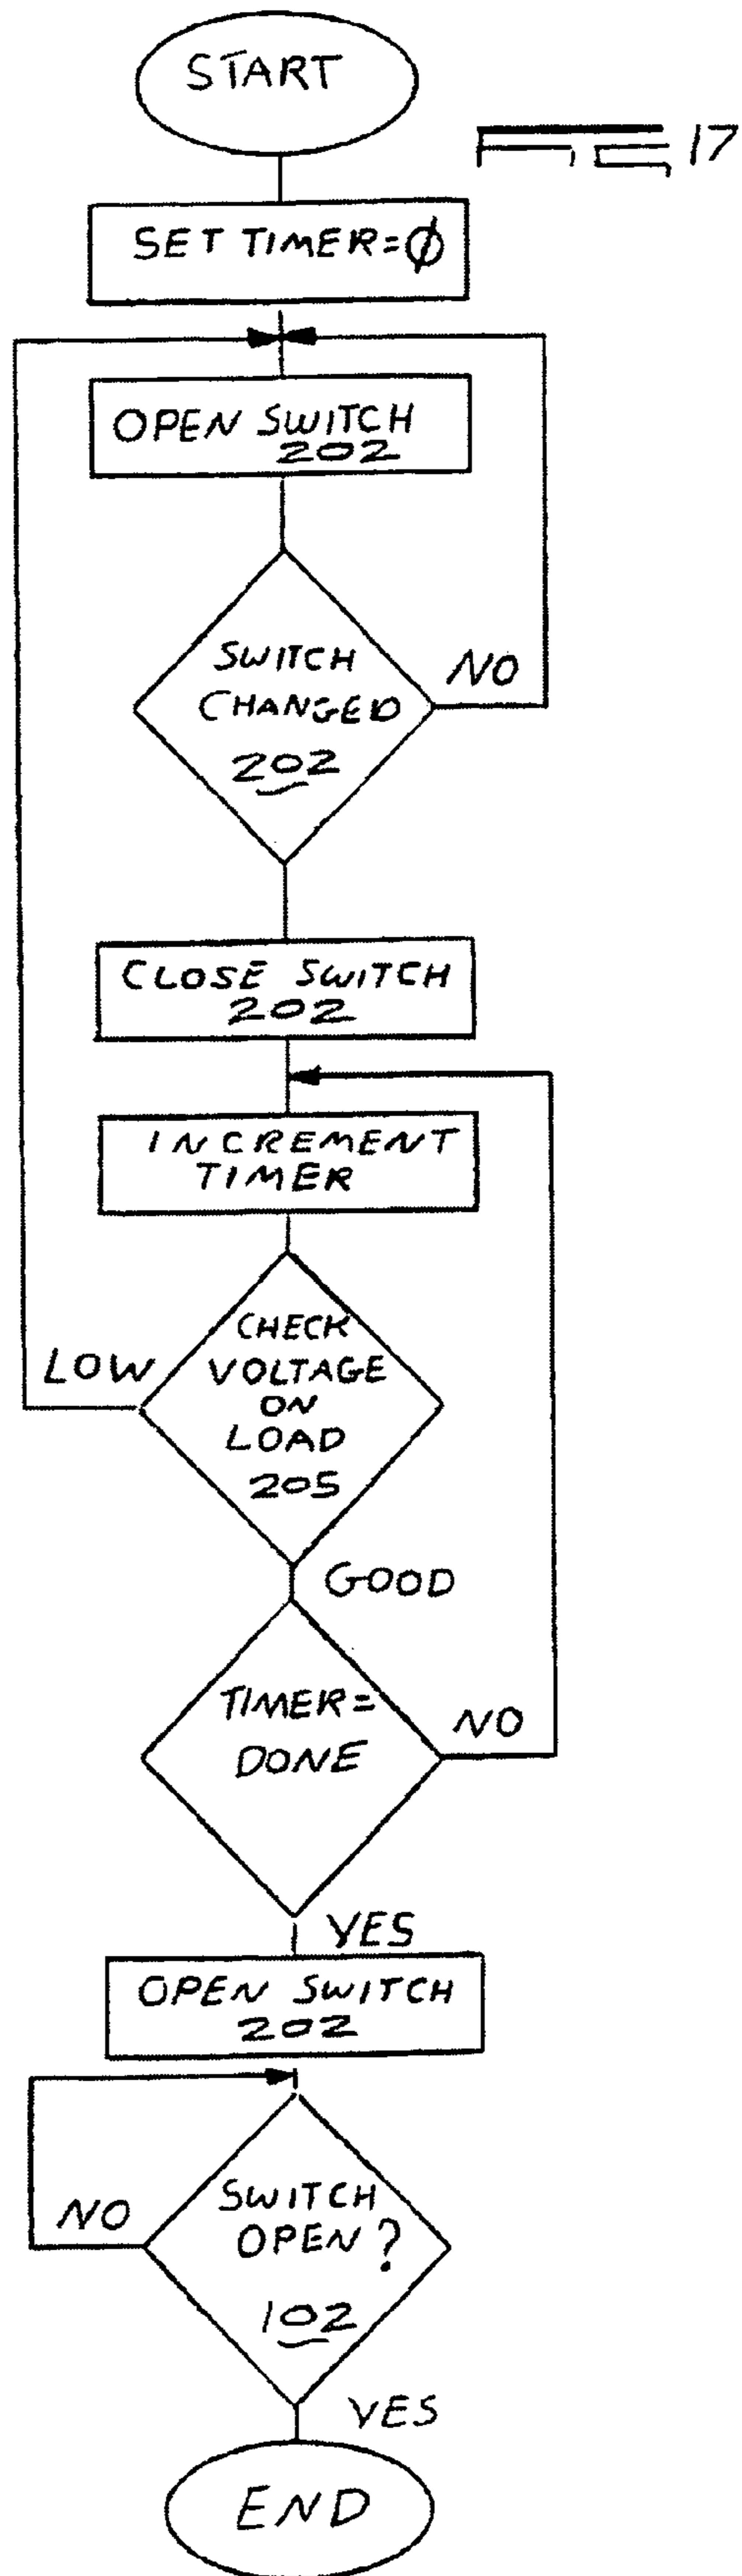 START
17
SET TIMER=Ø
OPEN SWITCH
202
SWITCH
CHANGED
202
NO
CLOSE SWITCH
202
INCREMENT
TIMER
CHECK
VOLTAGE
ON
LOAD
205
LOW
GOOD
TIMER=
DONE
NO
YES
OPEN SWITCH
202
SWITCH
OPEN?
102
NO
YES
END